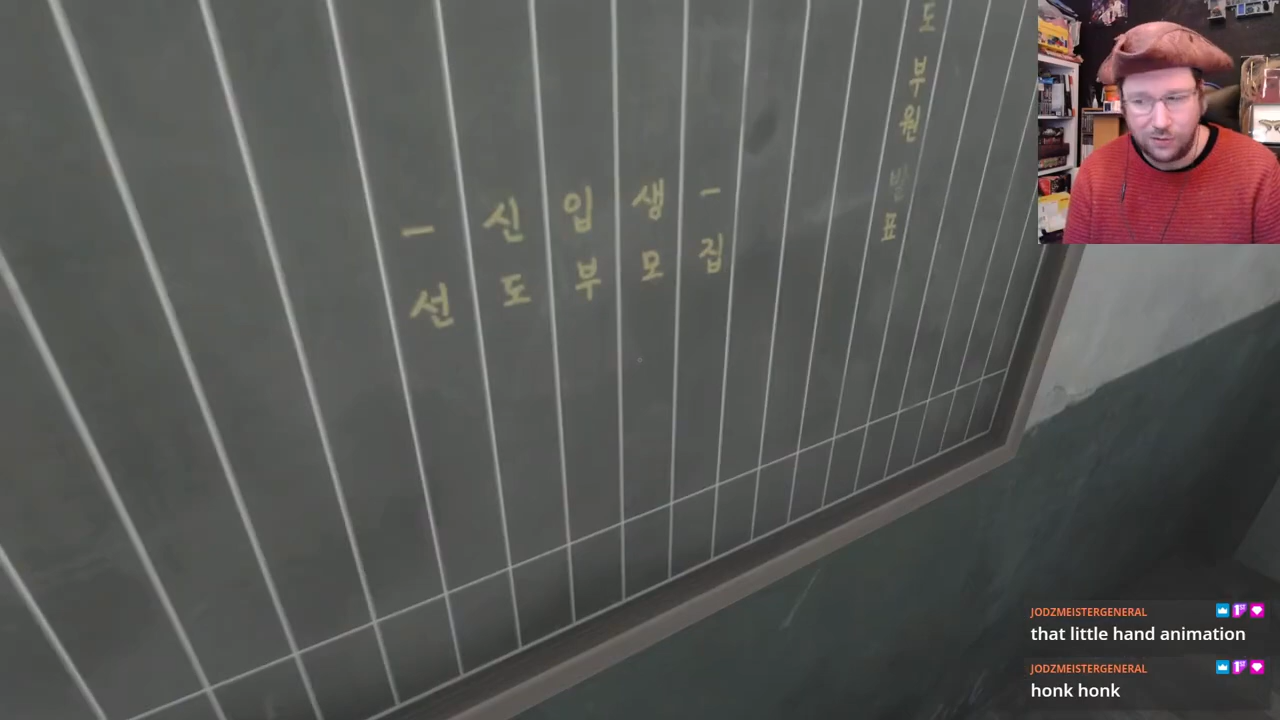 - 신입생 -
선도부 모집
도부원 발표
JODZMEISTERGENERAL
that little hand animation
JODZMEISTERGENERAL
honk honk